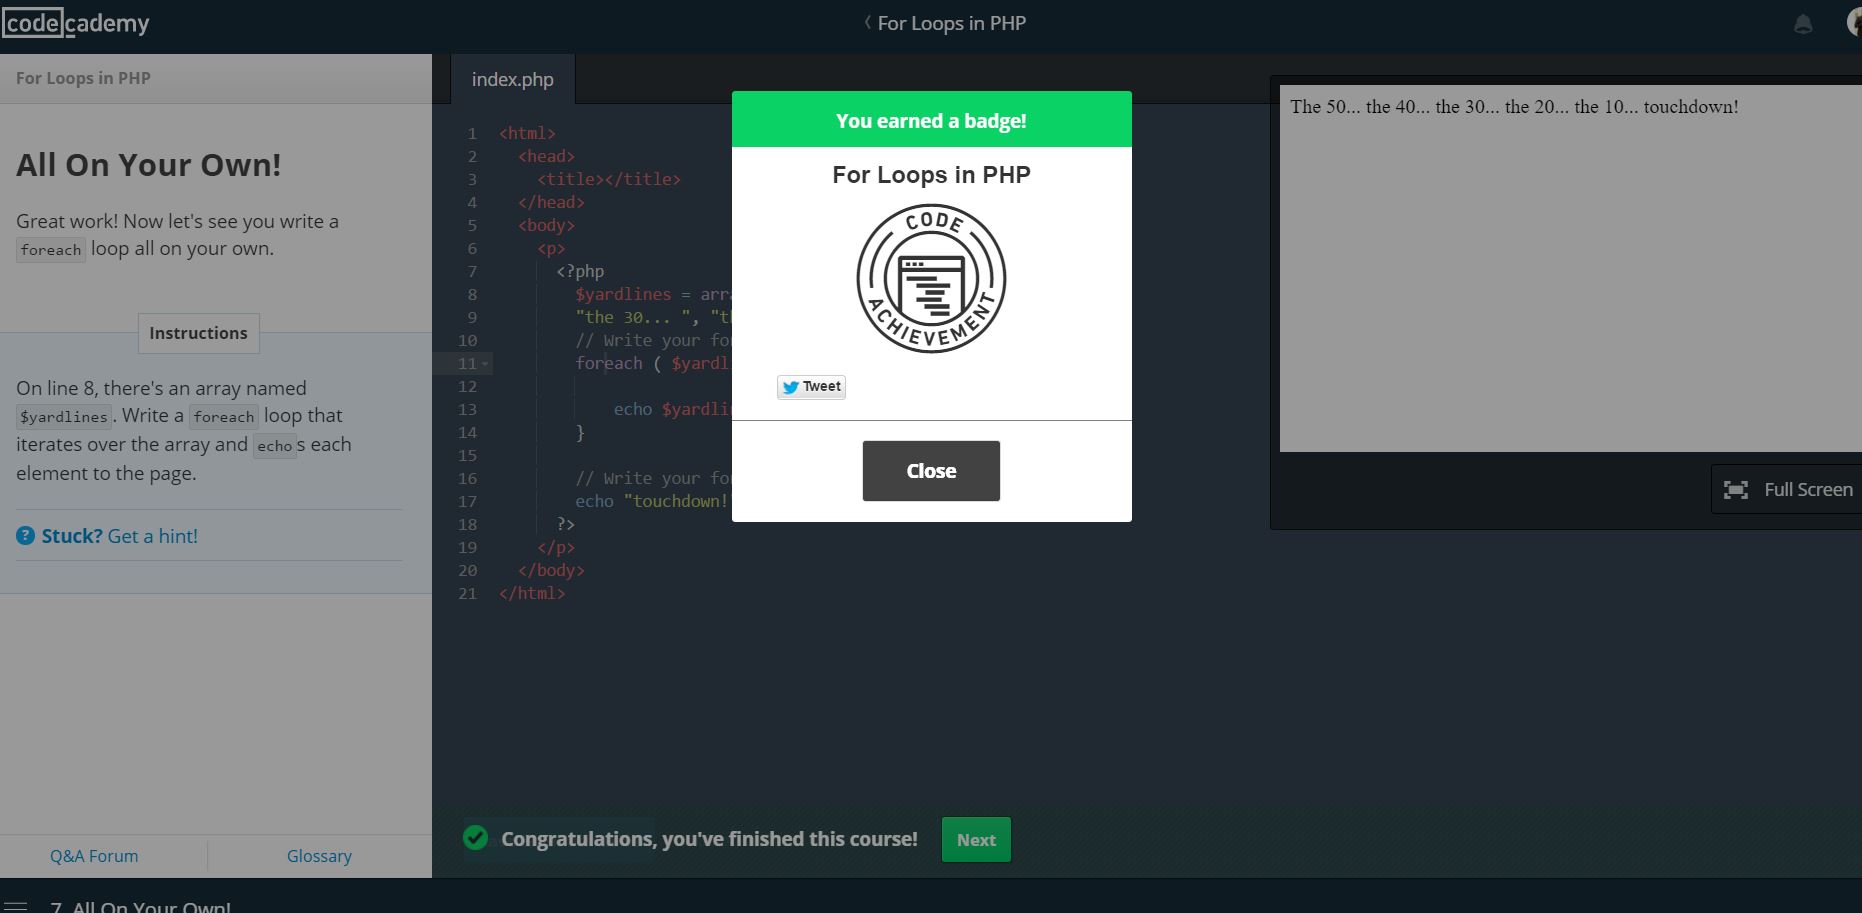 codecademy
For Loops in PHP
For Loops in PHP
All On Your Own!
Great work! Now let's see you write a
foreach loop all on your own.
Instructions
On line 8, there's an array named
$yardlines. Write a foreach loop that
iterates over the array and echos each
element to the page.
? Stuck? Get a hint!
Q&A Forum
Glossary
index.php
1 <html>
2 <head>
3 <title></title>
4 </head>
5 <body>
6 <p>
7 <?php
8 $yardlines = arr
9 "the 30... ", "t
10 // Write your fo
11 foreach ( $yardl
12
13 echo $yardli
14 }
15
16 // Write your fo
17 echo "touchdown!
18 ?>
19 </p>
20 </body>
21 </html>
You earned a badge!
For Loops in PHP
CODE
ACHIEVEMENT
Tweet
Close
The 50... the 40... the 30... the 20... the 10... touchdown!
Full Screen
Congratulations, you've finished this course!
Next
7. All On Your Own!